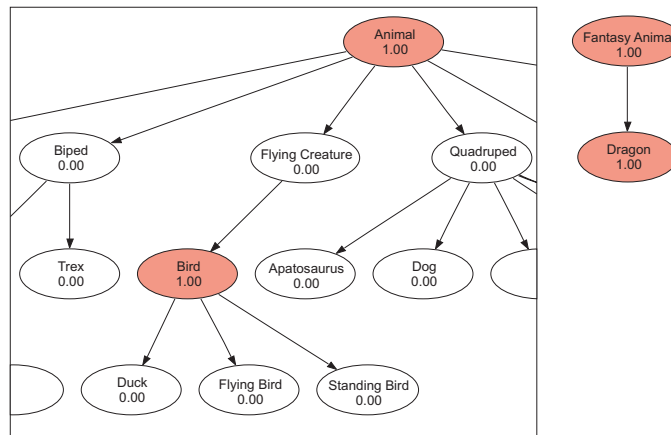 Animal
1.00
Fantasy Animal
1.00
Biped
0.00
Flying Creature
0.00
Quadruped
0.00
Dragon
1.00
Trex
0.00
Bird
1.00
Apatosaurus
0.00
Dog
0.00
Duck
0.00
Flying Bird
0.00
Standing Bird
0.00